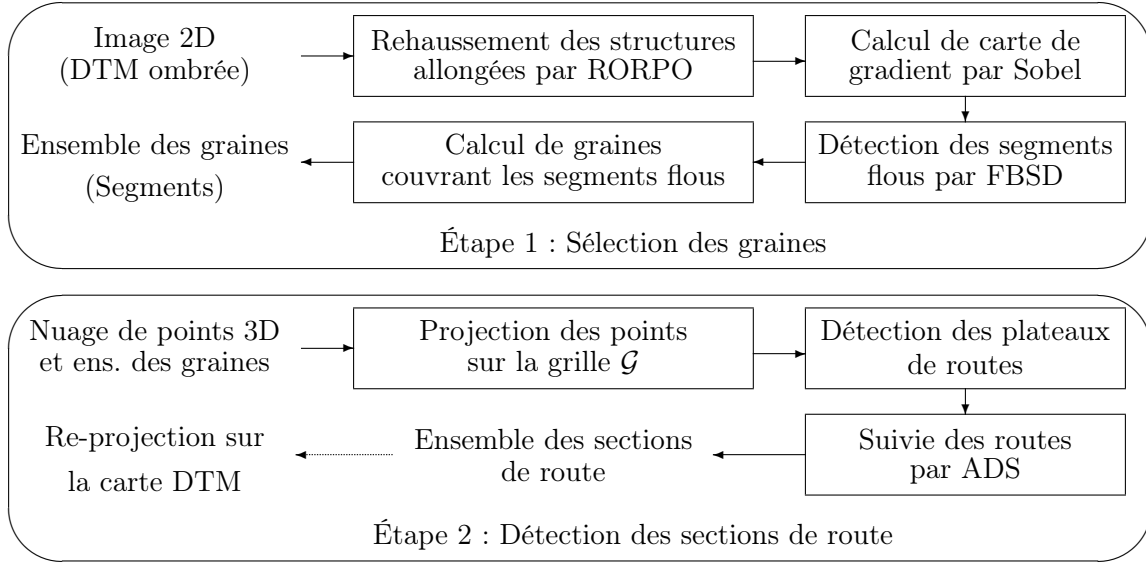 Image 2D
(DTM ombrée)
Rehaussement des structures
allongées par RORPO
Calcul de carte de
gradient par Sobel
Détection des segments
flous par FBSD
Calcul de graines
couvrant les segments flous
Ensemble des graines
(Segments)
Étape 1 : Sélection des graines
Nuage de points 3D
et ens. des graines
Projection des points
sur la grille 𝒢
Détection des plateaux
de routes
Suivie des routes
par ADS
Ensemble des sections
de route
Re-projection sur
la carte DTM
Étape 2 : Détection des sections de route